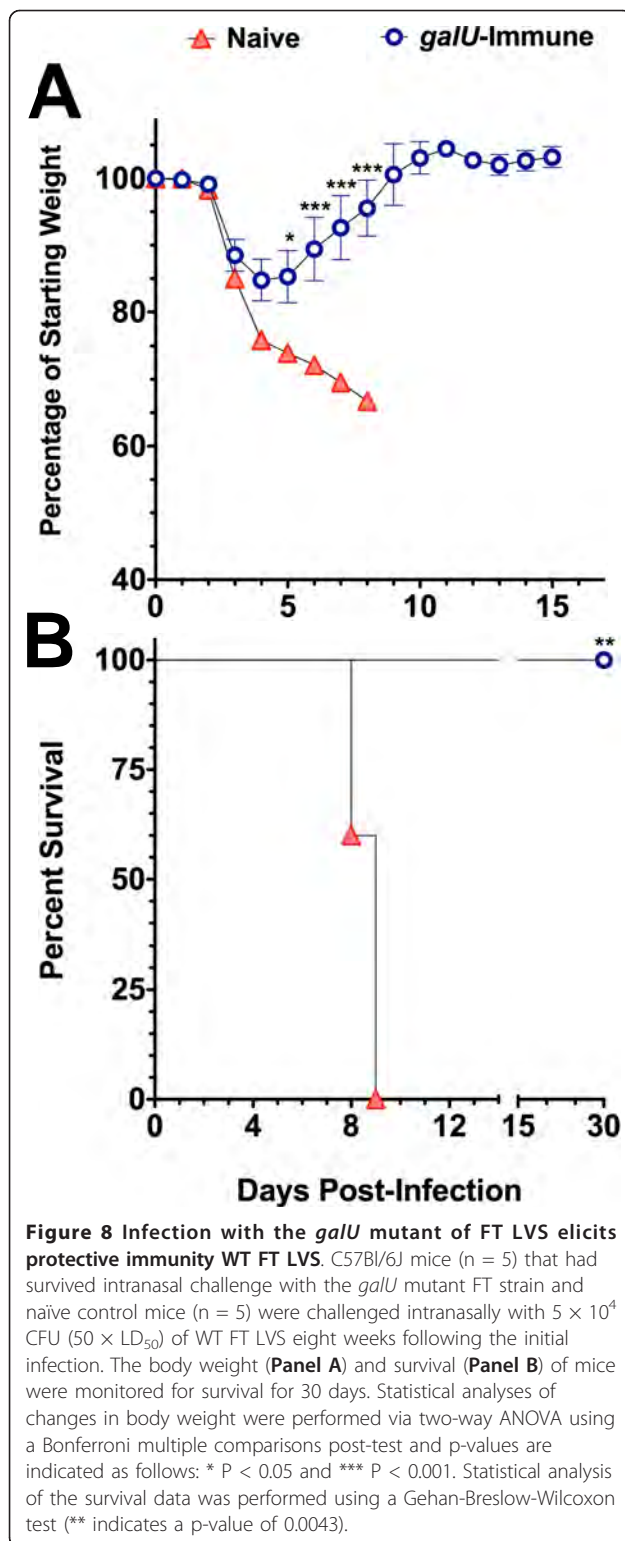 Naive galU-Immune
A
Percentage of Starting Weight
100
80
60
40
0 5 10 15
* *** *** ***
B
Percent Survival
100
75
50
25
0
0 4 8 12 15 30
**
Days Post-Infection
Figure 8 Infection with the galU mutant of FT LVS elicits
protective immunity WT FT LVS. C57Bl/6J mice (n = 5) that had
survived intranasal challenge with the galU mutant FT strain and
naïve control mice (n = 5) were challenged intranasally with 5 × 10⁴
CFU (50 × LD₅₀) of WT FT LVS eight weeks following the initial
infection. The body weight (Panel A) and survival (Panel B) of mice
were monitored for survival for 30 days. Statistical analyses of
changes in body weight were performed via two-way ANOVA using
a Bonferroni multiple comparisons post-test and p-values are
indicated as follows: * P < 0.05 and *** P < 0.001. Statistical analysis
of the survival data was performed using a Gehan-Breslow-Wilcoxon
test (** indicates a p-value of 0.0043).